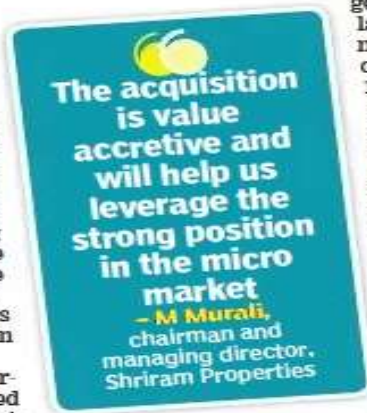 The acquisition
is value
accretive and
will help us
leverage the
strong position
in the micro
market
– M Murali,
chairman and
managing director,
Shriram Properties